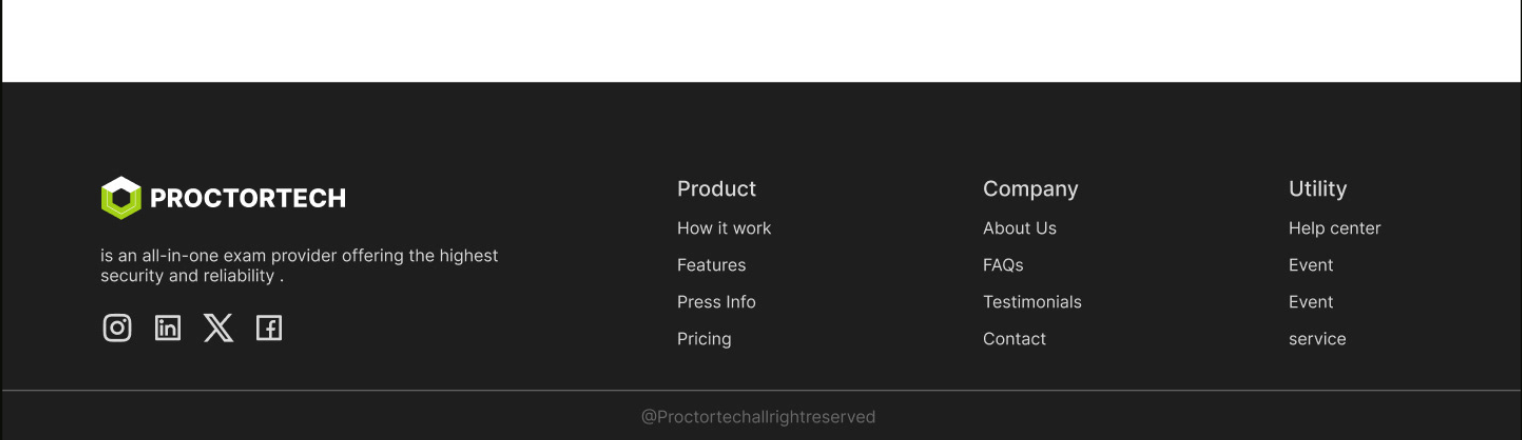 PROCTORTECH
is an all-in-one exam provider offering the highest
security and reliability .
Product
How it work
Features
Press Info
Pricing
Company
About Us
FAQs
Testimonials
Contact
Utility
Help center
Event
Event
service
@Proctortechallrightreserved